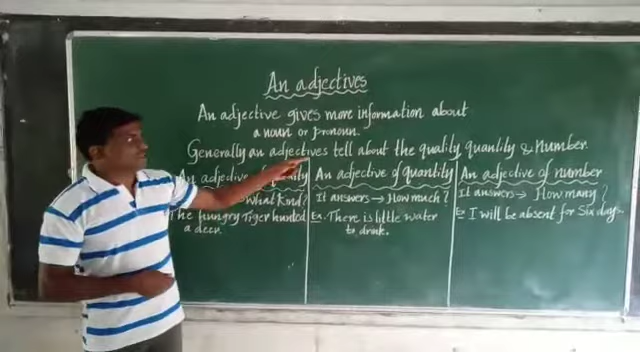 An adjectives
An adjective gives more information about
a noun or pronoun.
Generally an adjectives tell about the quality, quantity & Number.
An adjective
What kind?
The hungry Tiger hunted
a deer.
An adjective of quantity
It answers → How much?
Ex. There is little water
to drink.
An adjective of number
It answers → How many?
Ex I will be absent for Six days.